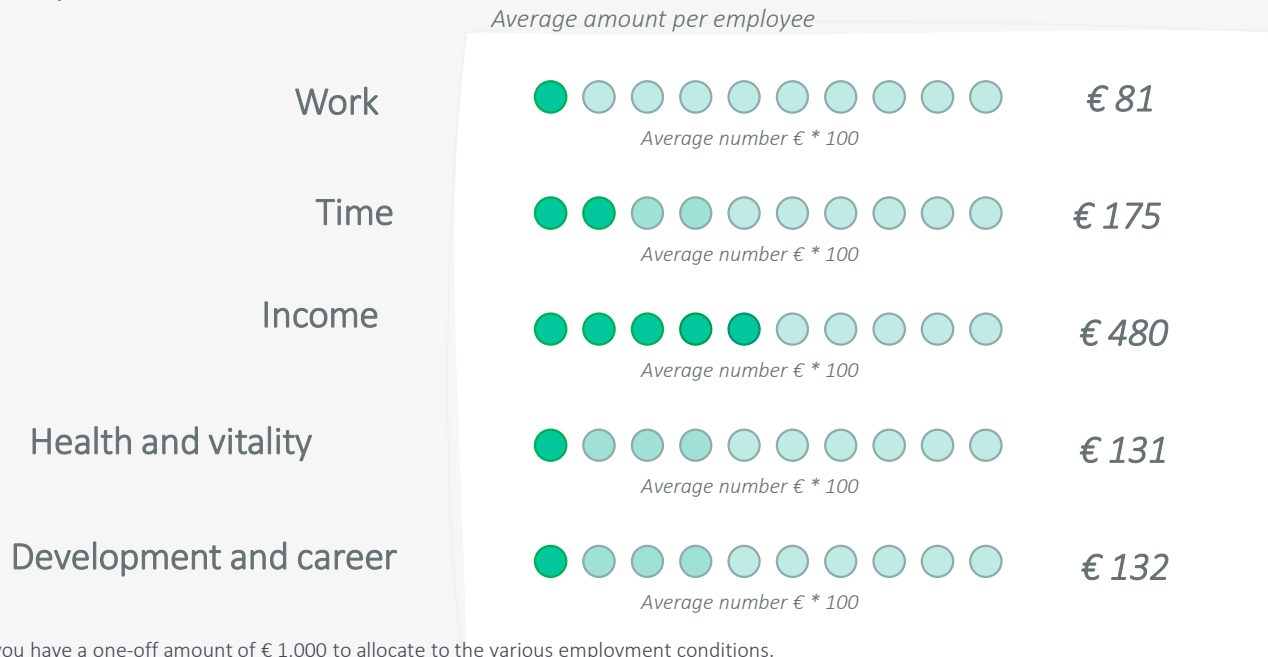 Average amount per employee
Work
€ 81
Average number € * 100
Time
€ 175
Average number € * 100
Income
€ 480
Average number € * 100
Health and vitality
€ 131
Average number € * 100
Development and career
€ 132
Average number € * 100
you have a one-off amount of € 1.000 to allocate to the various employment conditions.